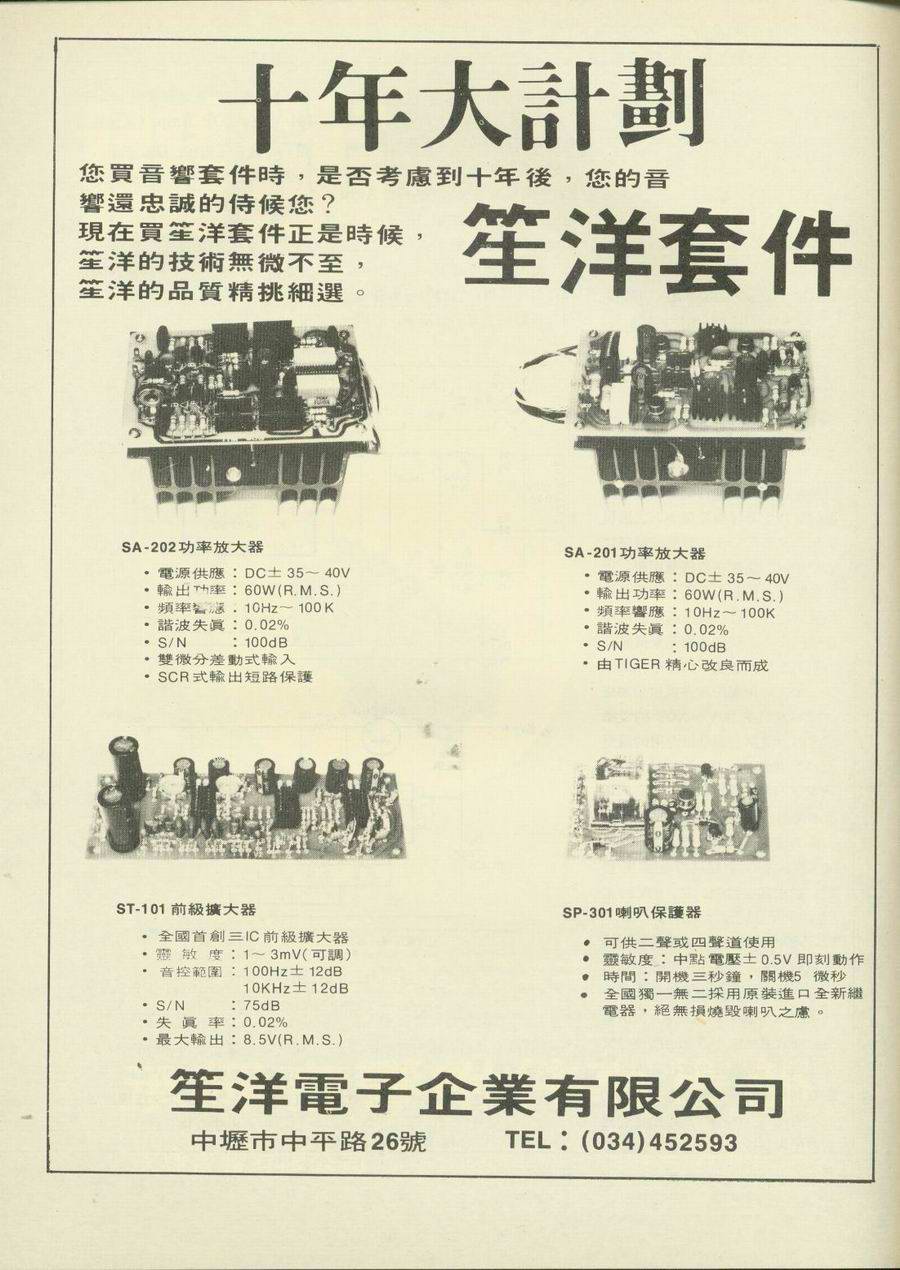 十年大計劃
您買音響套件時，是否考慮到十年後，您的音
響還忠誠的侍候您？
現在買笙洋套件正是時候，
笙洋的技術無微不至，
笙洋的品質精挑細選。
笙洋套件
SA-202功率放大器
• 電源供應：DC±35～40V
• 輸出功率：60W(R.M.S.)
• 頻率響應：10Hz～100K
• 諧波失眞：0.02%
• S/N：100dB
• 雙微分差動式輸入
• SCR式輸出短路保護
SA-201功率放大器
• 電源供應：DC±35～40V
• 輸出功率：60W(R.M.S.)
• 頻率響應：10Hz～100K
• 諧波失眞：0.02%
• S/N：100dB
• 由TIGER精心改良而成
ST-101前級擴大器
• 全國首創三IC前級擴大器
• 靈敏度：1～3mV(可調)
• 音控範圍：100Hz±12dB
10KHz±12dB
• S/N：75dB
• 失眞率：0.02%
• 最大輸出：8.5V(R.M.S.)
SP-301喇叭保護器
• 可供二聲或四聲道使用
• 靈敏度：中點電壓±0.5V即刻動作
• 時間：開機三秒鐘，關機5微秒
• 全國獨一無二採用原裝進口全新繼
電器，絕無損燒毀喇叭之慮。
笙洋電子企業有限公司
中壢市中平路26號 TEL：(034)452593